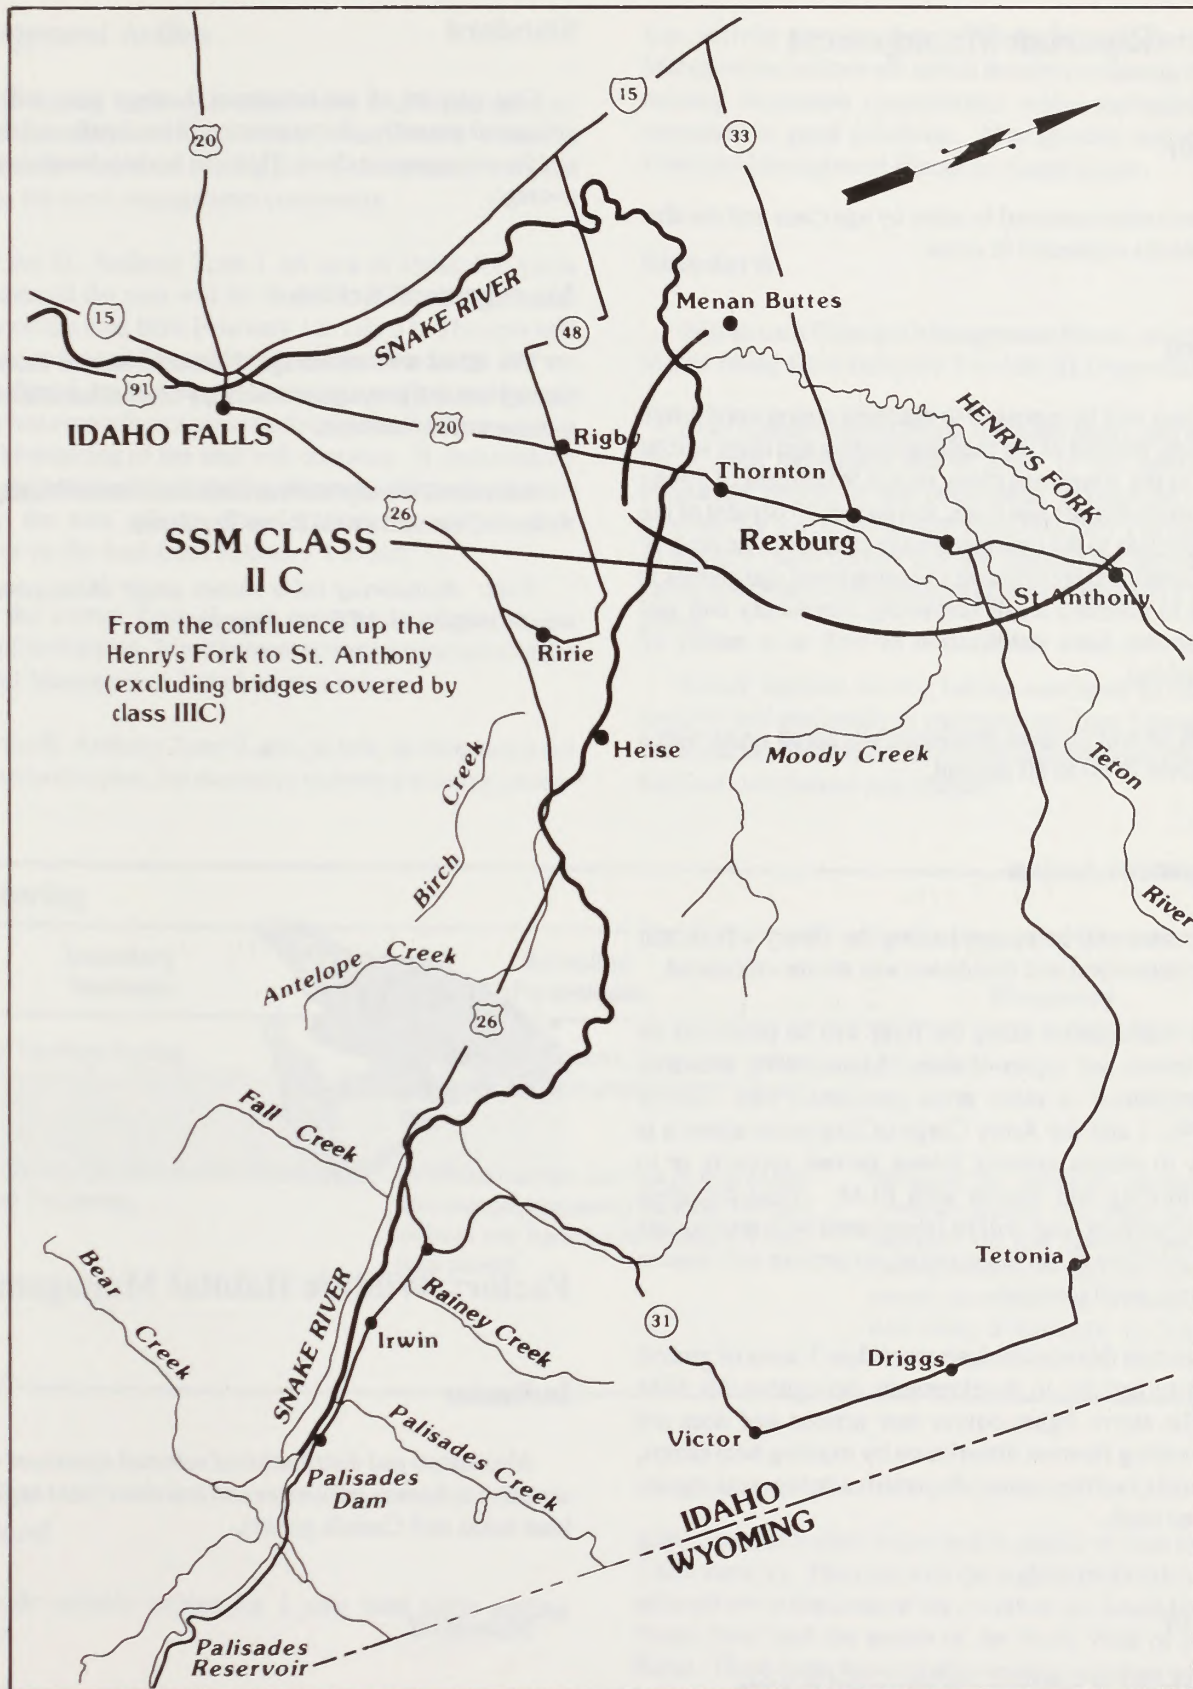 20
15
33
Menan Buttes
SNAKE RIVER
15
48
91
IDAHO FALLS
20
Rigby
HENRY'S FORK
Thornton
26
SSM CLASS
II C
Rexburg
St Anthony
From the confluence up the
Henry's Fork to St. Anthony
(excluding bridges covered by
class IIIC)
Ririe
Heise
Moody Creek
Teton
River
Birch Creek
Antelope Creek
26
Fall Creek
Bear
Creek
SNAKE RIVER
Rainey Creek
Irwin
31
Tetonia
Driggs
Victor
Palisades Creek
Palisades
Dam
IDAHO
WYOMING
Palisades
Reservoir